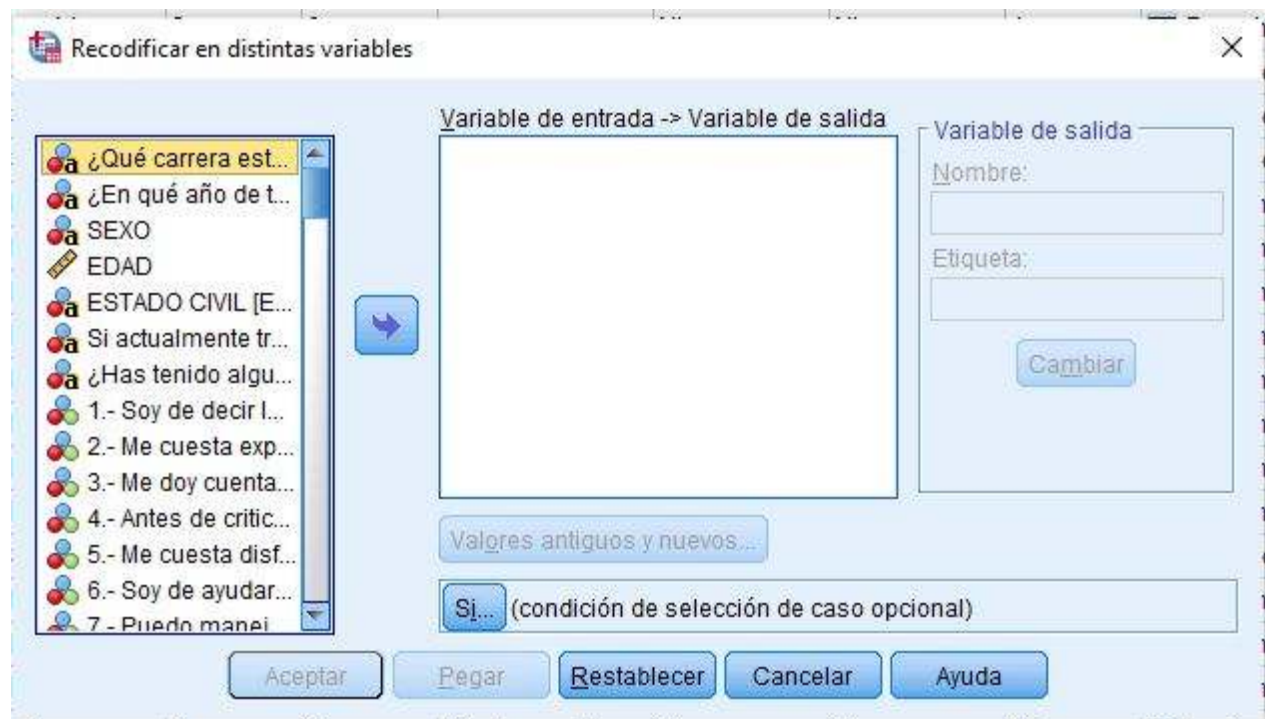 Recodificar en distintas variables
¿Qué carrera est...
¿En qué año de t...
SEXO
EDAD
ESTADO CIVIL [E...
Si actualmente tr...
¿Has tenido algu...
1.- Soy de decir l...
2.- Me cuesta exp...
3.- Me doy cuenta...
4.- Antes de critic...
5.- Me cuesta disf...
6.- Soy de ayudar...
7.- Puedo manej
Variable de entrada -> Variable de salida
Variable de salida
Nombre:
Etiqueta:
Cambiar
Valores antiguos y nuevos...
Si... (condición de selección de caso opcional)
Aceptar Pegar Restablecer Cancelar Ayuda